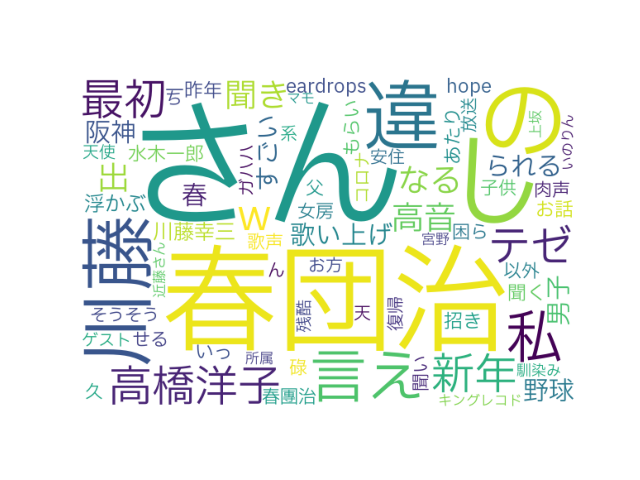 最初
ち
昨年
聞き
eardrops
マモ
hope
の
上坂
いのりん
阪神
さん
すごい
ガハハ
系
もらい
コロナ
違
あたり
放送
し
天使
水木一郎
安住
られる
出
春
父
なる
子供
肉声
浮かぶ
w
女房
高音
お話
川藤
川藤幸三
歌声
歌い上げ
宮野
困ら
テゼ
近藤さん
春団治
ん
お方
以外
聞く
男子
そうそう
残酷
天
復帰
招き
私
ゲスト
せる
いっ
所属
久
高橋洋子
碌
春團治
言え
聞い
新年
馴染み
野球
キングレコド